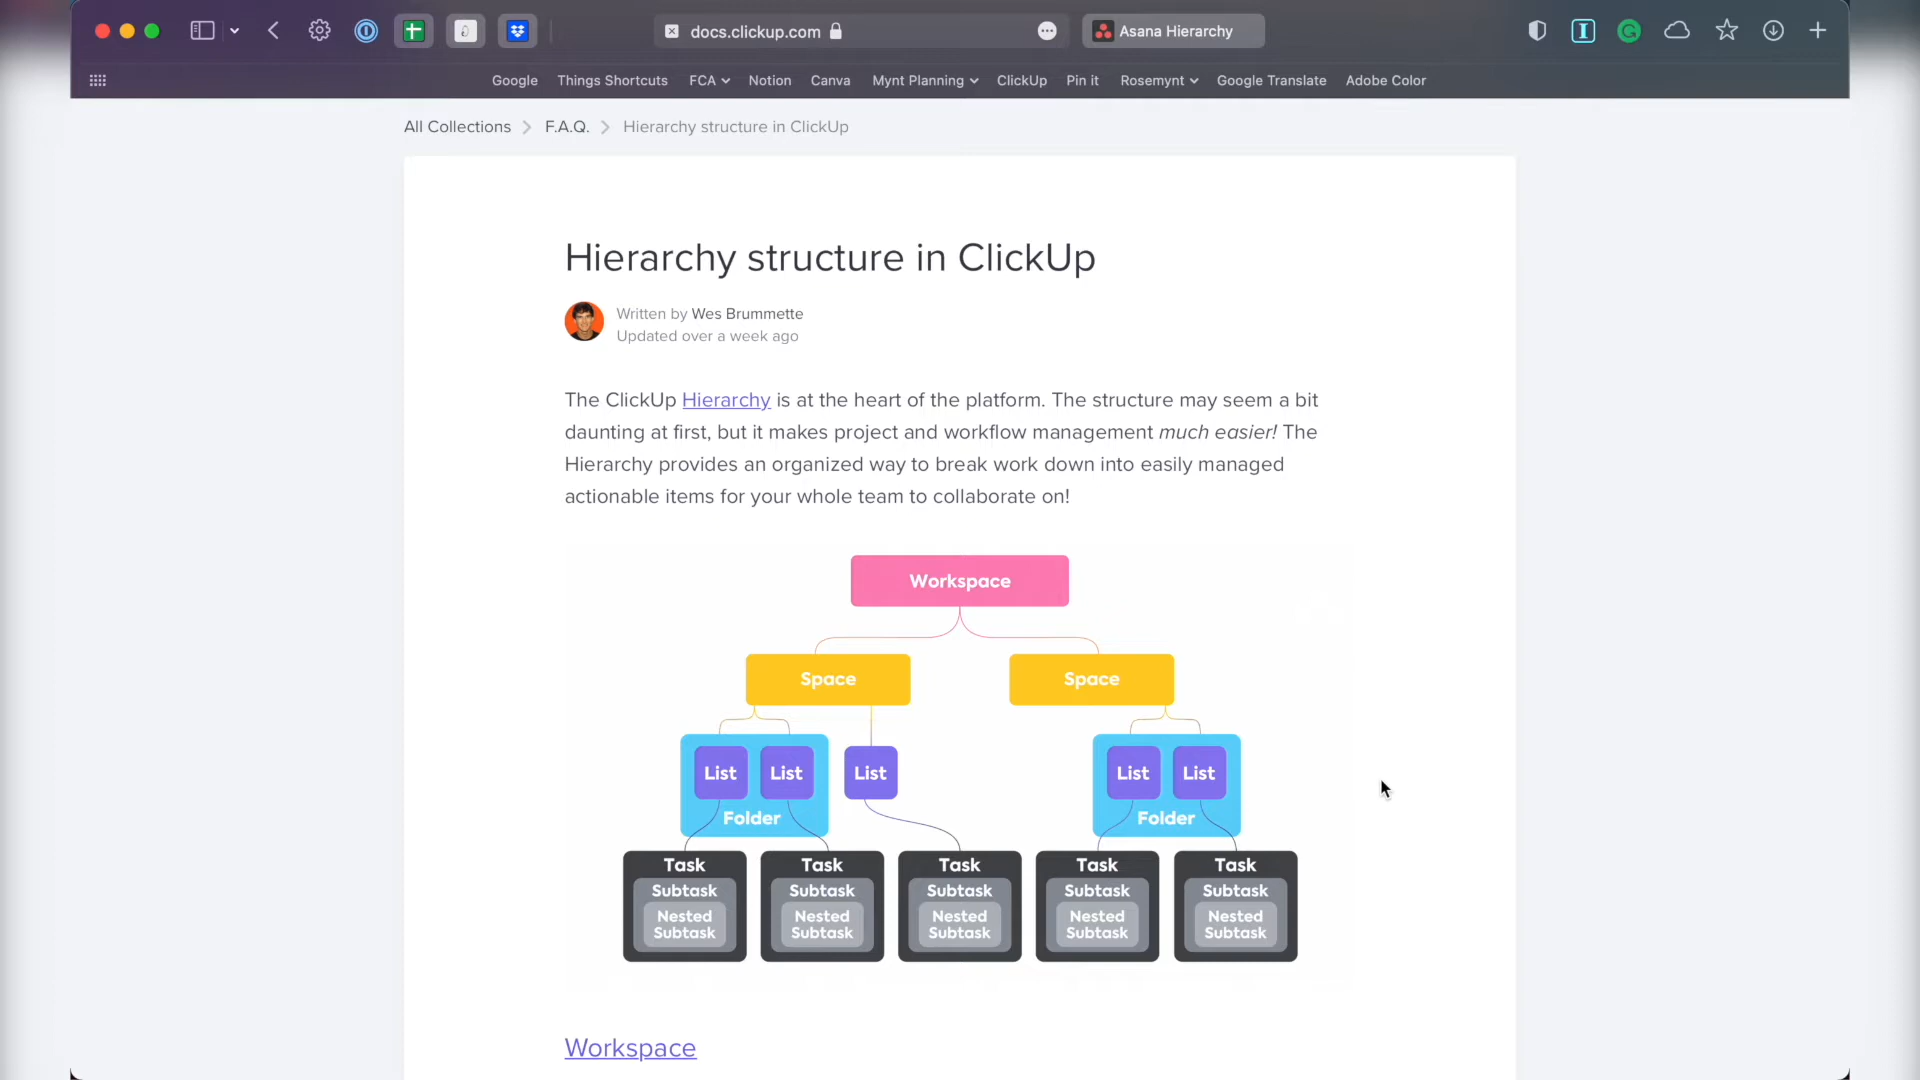 docs.clickup.com
Asana Hierarchy
Google Things Shortcuts FCA Notion Canva Mynt Planning ClickUp Pin it Rosemynt Google Translate Adobe Color
All Collections F.A.Q. Hierarchy structure in ClickUp
Hierarchy structure in ClickUp
Written by Wes Brummette
Updated over a week ago
The ClickUp Hierarchy is at the heart of the platform. The structure may seem a bit
daunting at first, but it makes project and workflow management much easier! The
Hierarchy provides an organized way to break work down into easily managed
actionable items for your whole team to collaborate on!
Workspace
Space Space
List List List List List
Folder Folder
Task Task Task Task Task
Subtask Subtask Subtask Subtask Subtask
Nested Nested Nested Nested Nested
Subtask Subtask Subtask Subtask Subtask
Workspace